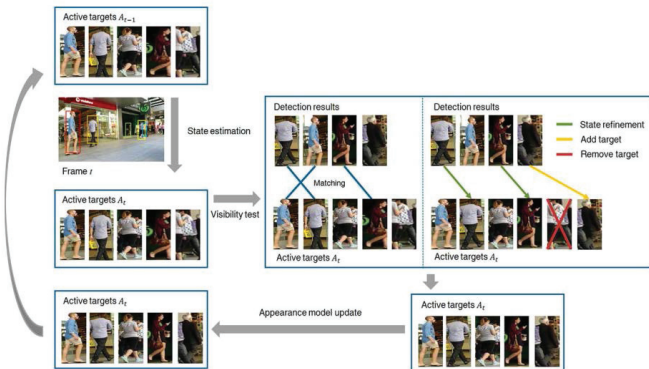 Active targets A_{t−1}
State estimation
Frame t
Active targets A_t
Visibility test
Detection results
Matching
Active targets A_t
Detection results
State refinement
Add target
Remove target
Active targets A_t
Active targets A_t
Appearance model update
Active targets A_t